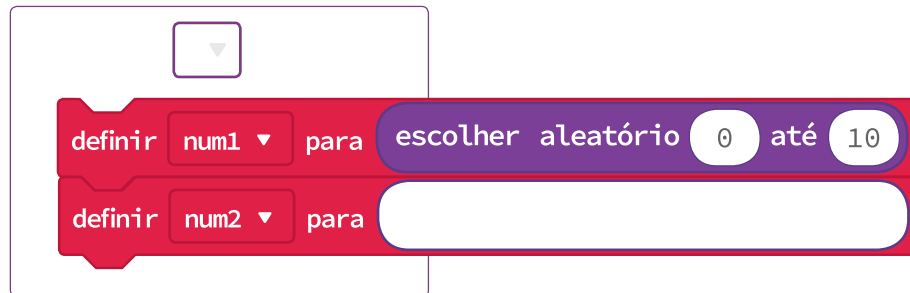 definir num1 para escolher aleatório 0 até 10
definir num2 para